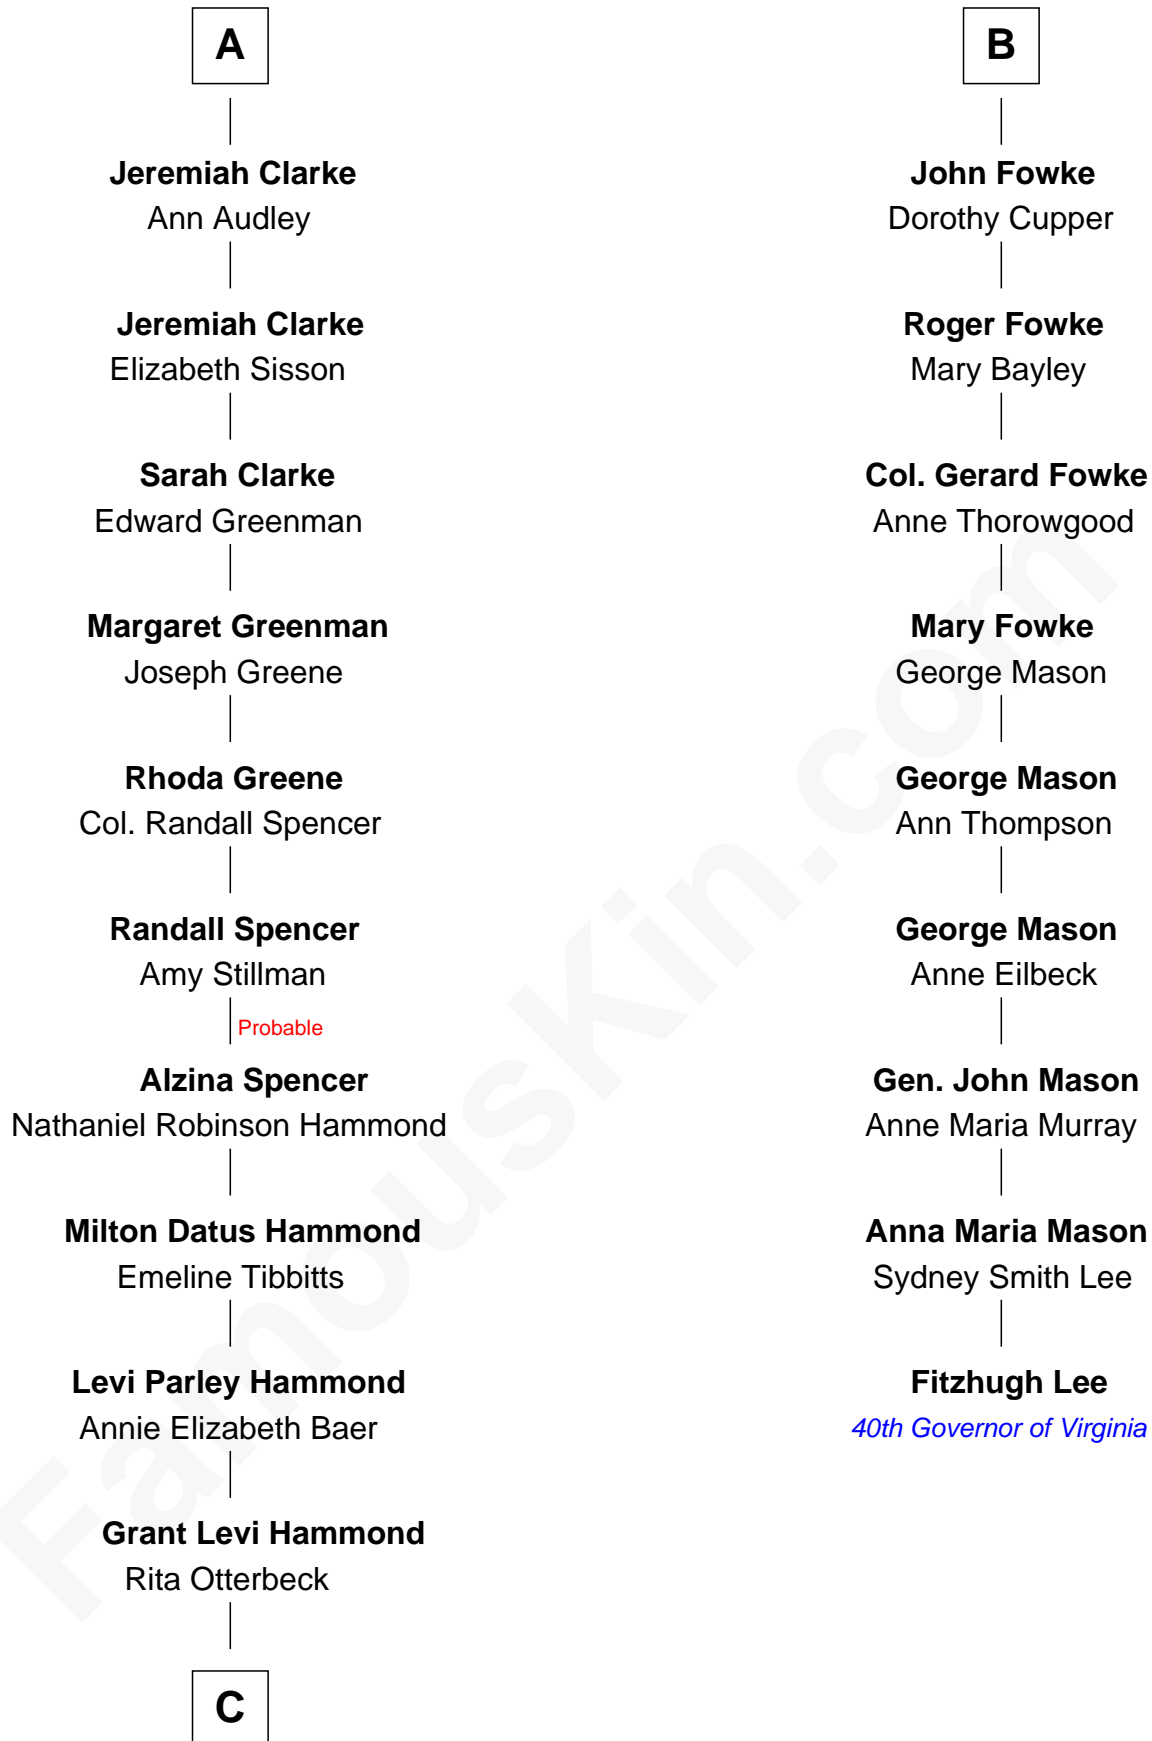 A
Jeremiah Clarke
Ann Audley
Jeremiah Clarke
Elizabeth Sisson
Sarah Clarke
Edward Greenman
Margaret Greenman
Joseph Greene
Rhoda Greene
Col. Randall Spencer
Randall Spencer
Amy Stillman
Probable
Alzina Spencer
Nathaniel Robinson Hammond
Milton Datus Hammond
Emeline Tibbitts
Levi Parley Hammond
Annie Elizabeth Baer
Grant Levi Hammond
Rita Otterbeck
C
B
John Fowke
Dorothy Cupper
Roger Fowke
Mary Bayley
Col. Gerard Fowke
Anne Thorowgood
Mary Fowke
George Mason
George Mason
Ann Thompson
George Mason
Anne Eilbeck
Gen. John Mason
Anne Maria Murray
Anna Maria Mason
Sydney Smith Lee
Fitzhugh Lee
40th Governor of Virginia
FamousKin.com